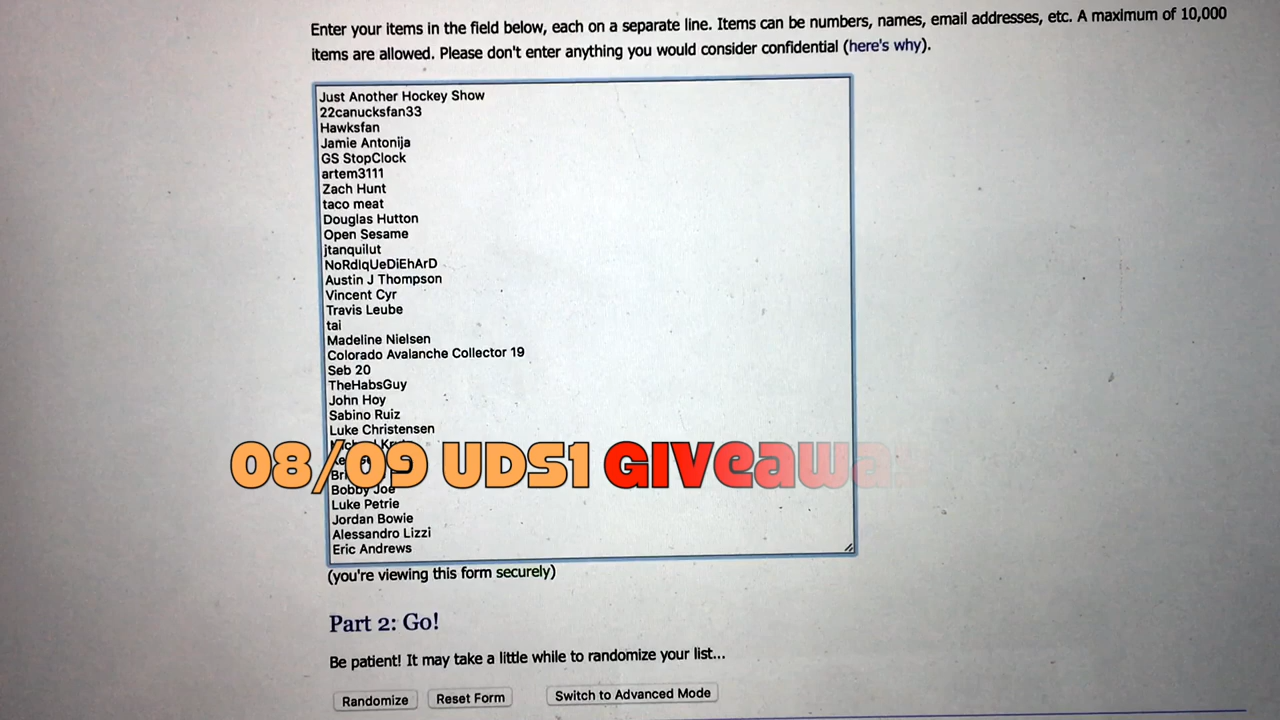 Enter your items in the field below, each on a separate line. Items can be numbers, names, email addresses, etc. A maximum of 10,000
items are allowed. Please don't enter anything you would consider confidential (here's why).
Just Another Hockey Show
22canucksfan33
Hawksfan
Jamie Antonija
GS StopClock
artem3111
Zach Hunt
taco meat
Douglas Hutton
Open Sesame
jtanquilut
NoRdIqUeDiEhArD
Austin J Thompson
Vincent Cyr
Travis Leube
tai
Madeline Nielsen
Colorado Avalanche Collector 19
Seb 20
TheHabsGuy
John Hoy
Sabino Ruiz
Luke Christensen
08/09 UDS1 GIVeawa
Bobby Joe
Luke Petrie
Jordan Bowie
Alessandro Lizzi
Eric Andrews
(you're viewing this form securely)
Part 2: Go!
Be patient! It may take a little while to randomize your list...
Randomize Reset Form Switch to Advanced Mode